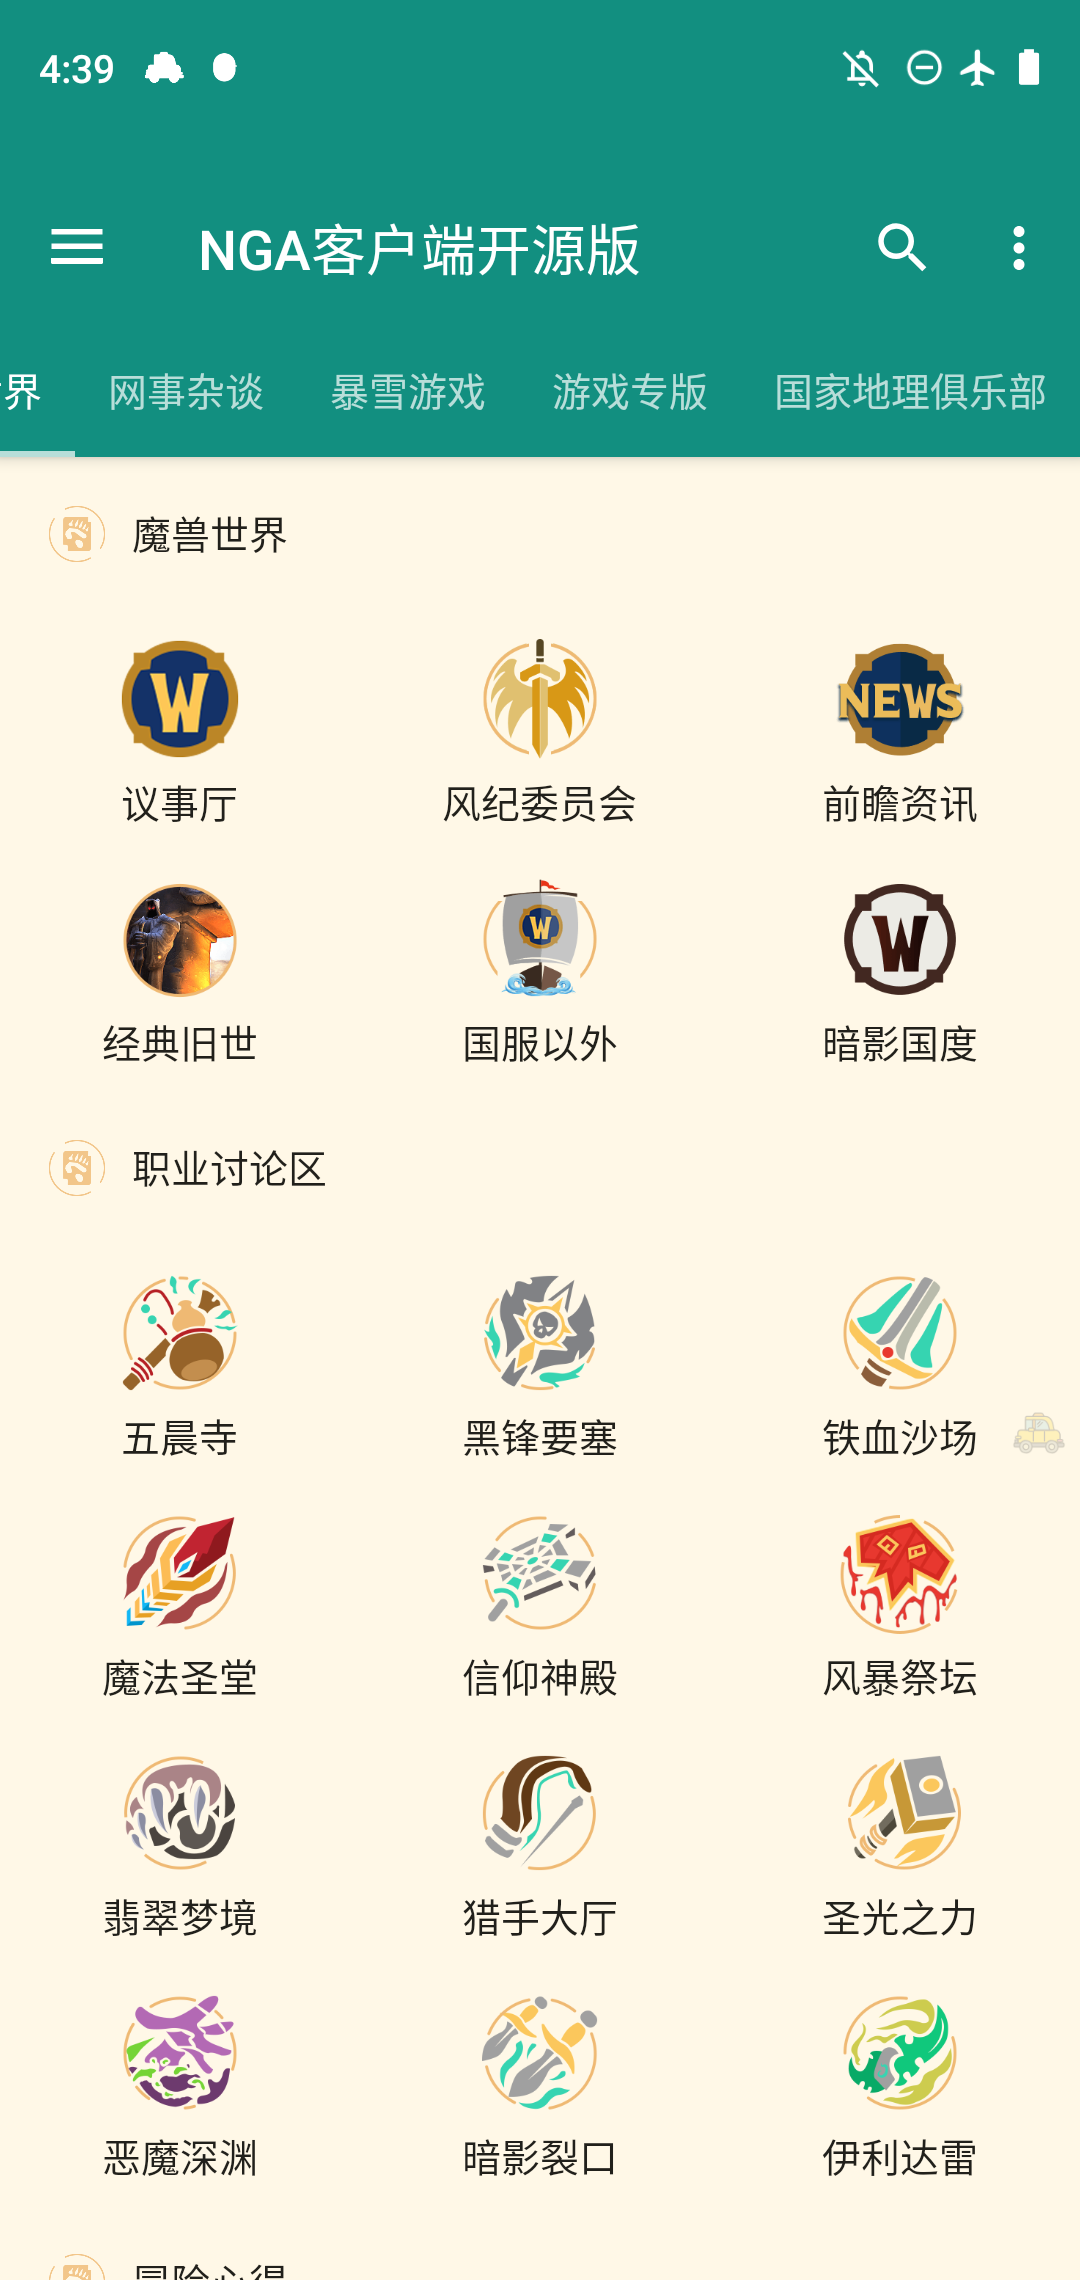 4:39
NGA客户端开源版
界 网事杂谈 暴雪游戏 游戏专版 国家地理俱乐部
魔兽世界
W
NEWS
议事厅 风纪委员会 前瞻资讯
W W
经典旧世 国服以外 暗影国度
职业讨论区
五晨寺 黑锋要塞 铁血沙场
魔法圣堂 信仰神殿 风暴祭坛
翡翠梦境 猎手大厅 圣光之力
恶魔深渊 暗影裂口 伊利达雷
冒险心得